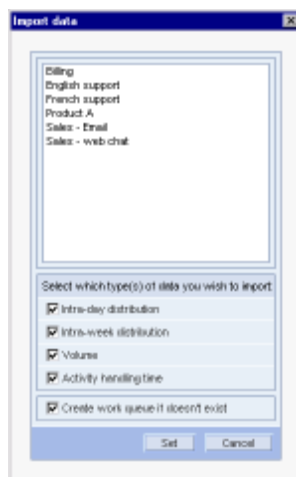 Import data
Billing
English support
French support
Product A
Sales - Email
Sales - web chat
Select which type(s) of data you wish to import
Intra-day distribution
Intra-week distribution
Volume
Activity handling time
Create work queue if doesn't exist
Set
Cancel